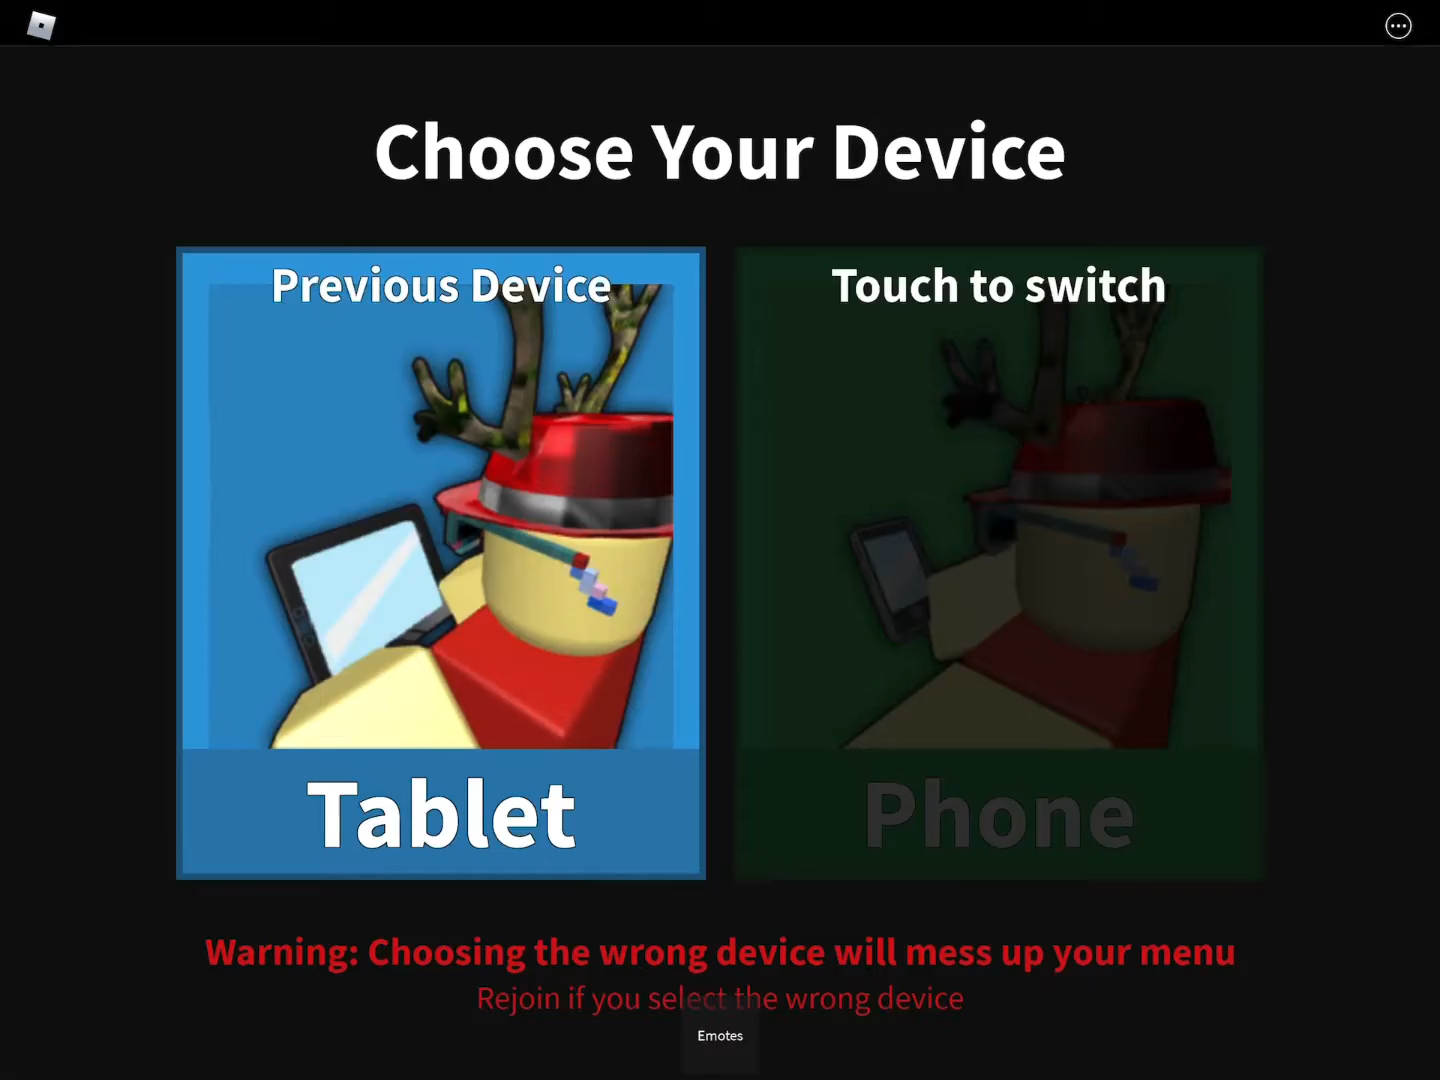 Choose Your Device
Previous Device
Touch to switch
Tablet
Phone
Warning: Choosing the wrong device will mess up your menu
Rejoin if you select the wrong device
Emotes